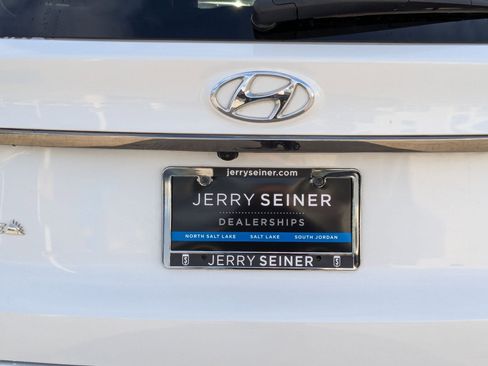 jerryseiner.com
JERRY SEINER
DEALERSHIPS
NORTH SALT LAKE SALT LAKE SOUTH JORDAN
JERRY SEINER